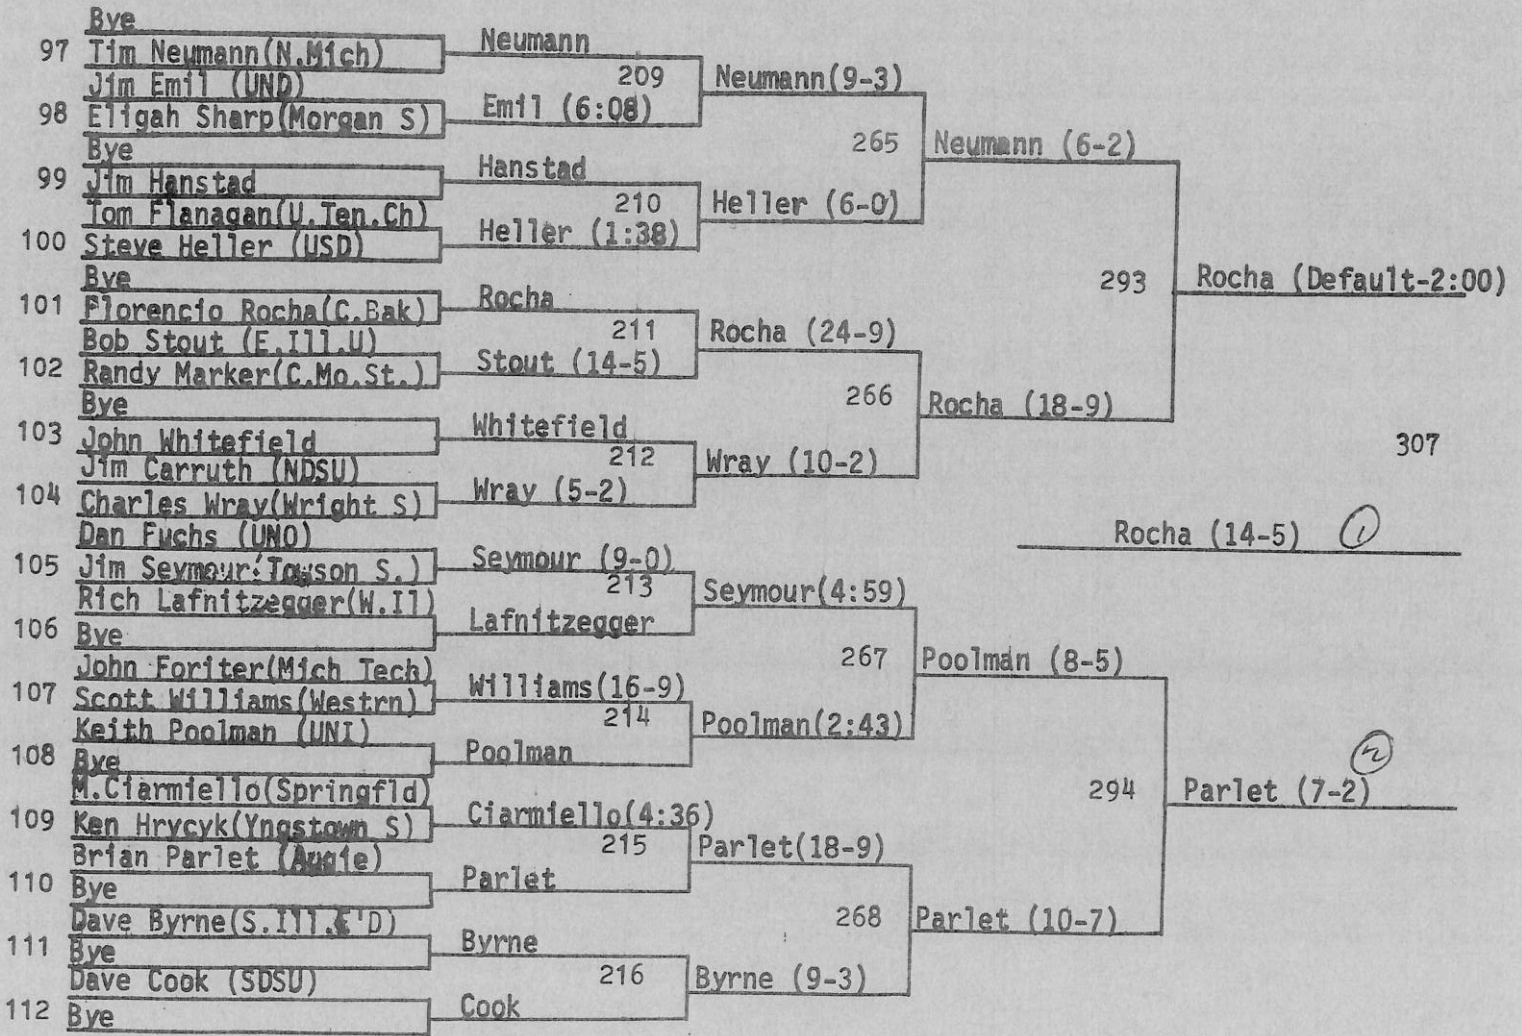 Bye
97 Tim Neumann(N.Mich)
Neumann
209
Neumann(9-3)
Jim Emil (UND)
98 Eligah Sharp(Morgan S)
Emil (6:08)
265
Neumann (6-2)
Bye
99 Jim Hanstad
Hanstad
210
Heller (6-0)
Tom Flanagan(U.Ten.Ch)
100 Steve Heller (USD)
Heller (1:38)
293
Rocha (Default-2:00)
Bye
101 Florencio Rocha(C.Bak)
Rocha
211
Rocha (24-9)
Bob Stout (E.Ill.U)
102 Randy Marker(C.Mo.St.)
Stout (14-5)
266
Rocha (18-9)
Bye
103 John Whitefield
Whitefield
212
Wray (10-2)
Jim Carruth (NDSU)
104 Charles Wray(Wright S)
Wray (5-2)
307
Rocha (14-5) 1
Dan Fuchs (UNO)
105 Jim Seymour(Towson S.)
Seymour (9-0)
213
Seymour(4:59)
Rich Lafnitzegger(W.Il)
106 Bye
Lafnitzegger
267
Poolman (8-5)
John Foriter(Mich Tech)
107 Scott Williams(Westrn)
Williams(16-9)
214
Poolman(2:43)
Keith Poolman (UNI)
108 Bye
Poolman
294
Parlet (7-2) 2
M.Ciarmiello(Springfld)
109 Ken Hrycyk(Yngstown S)
Ciarmiello(4:36)
215
Parlet(18-9)
Brian Parlet (Augie)
110 Bye
Parlet
268
Parlet (10-7)
Dave Byrne(S.Ill.E'D)
111 Bye
Byrne
216
Byrne (9-3)
Dave Cook (SDSU)
112 Bye
Cook